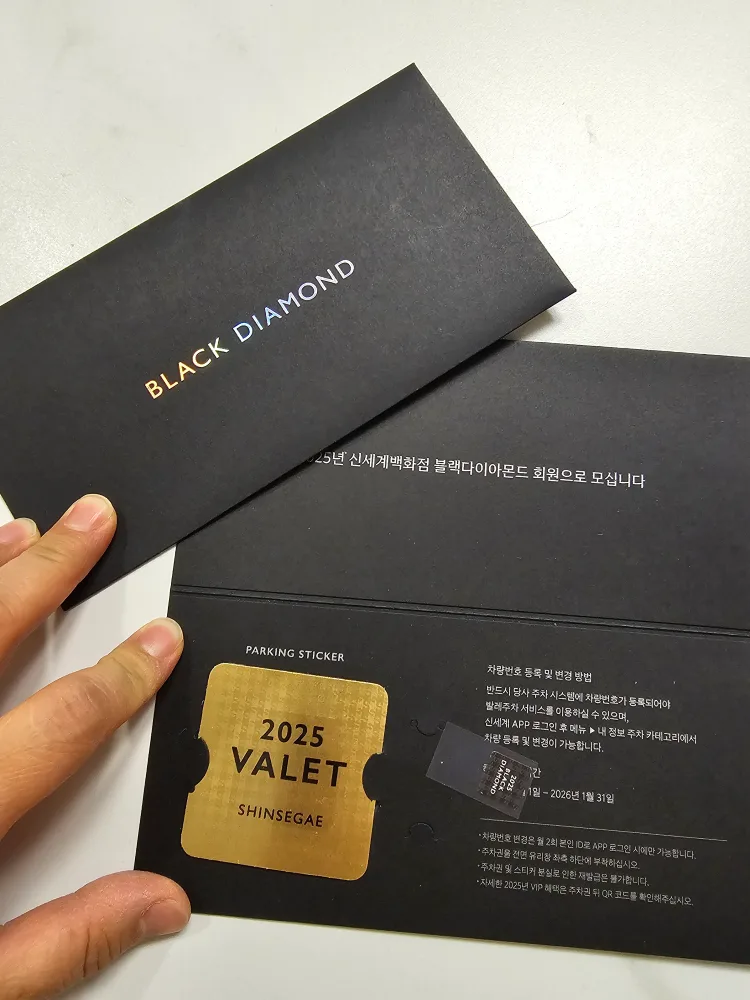 BLACK DIAMOND
25년 신세계백화점 블랙다이아몬드 회원으로 모십니다
PARKING STICKER
2025
VALET
SHINSEGAE
차량번호 등록 및 변경 방법
반드시 당사 주차 시스템에 차량번호가 등록되어야
발레주차 서비스를 이용하실 수 있으며,
신세계 APP 로그인 후 메뉴 ▶ 내 정보 주차 카테고리에서
차량 등록 및 변경이 가능합니다.
간
1일 ~ 2026년 1월 31일
2025
BLACK
DIAMOND
·차량번호 변경은 월 2회 본인 ID로 APP 로그인 시에만 가능합니다.
·주차권을 전면 유리창 좌측 하단에 부착하십시오.
·주차권 및 스티커 분실로 인한 재발급은 불가합니다.
·자세한 2025년 VIP 혜택은 주차권 뒤 QR 코드를 확인해주십시오.